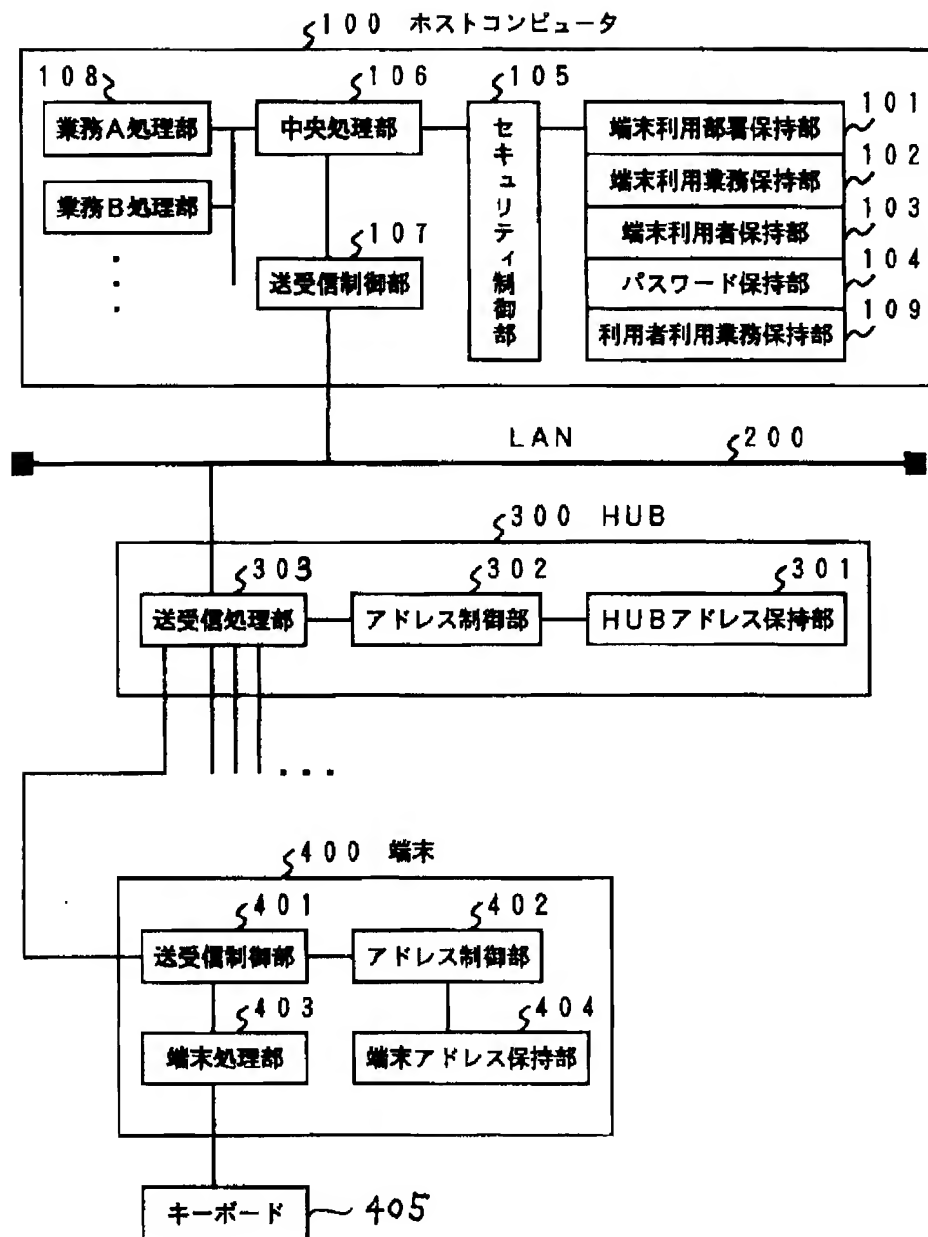 100 ホストコンピュータ
108
106
105
101
業務A処理部
中央処理部
セキュリティ制御部
端末利用部署保持部
102
端末利用業務保持部
業務B処理部
103
端末利用者保持部
107
104
送受信制御部
パスワード保持部
109
利用者利用業務保持部
LAN
200
300 HUB
303
302
301
送受信処理部
アドレス制御部
HUBアドレス保持部
400 端末
401
402
送受信制御部
アドレス制御部
403
404
端末処理部
端末アドレス保持部
キーボード
405